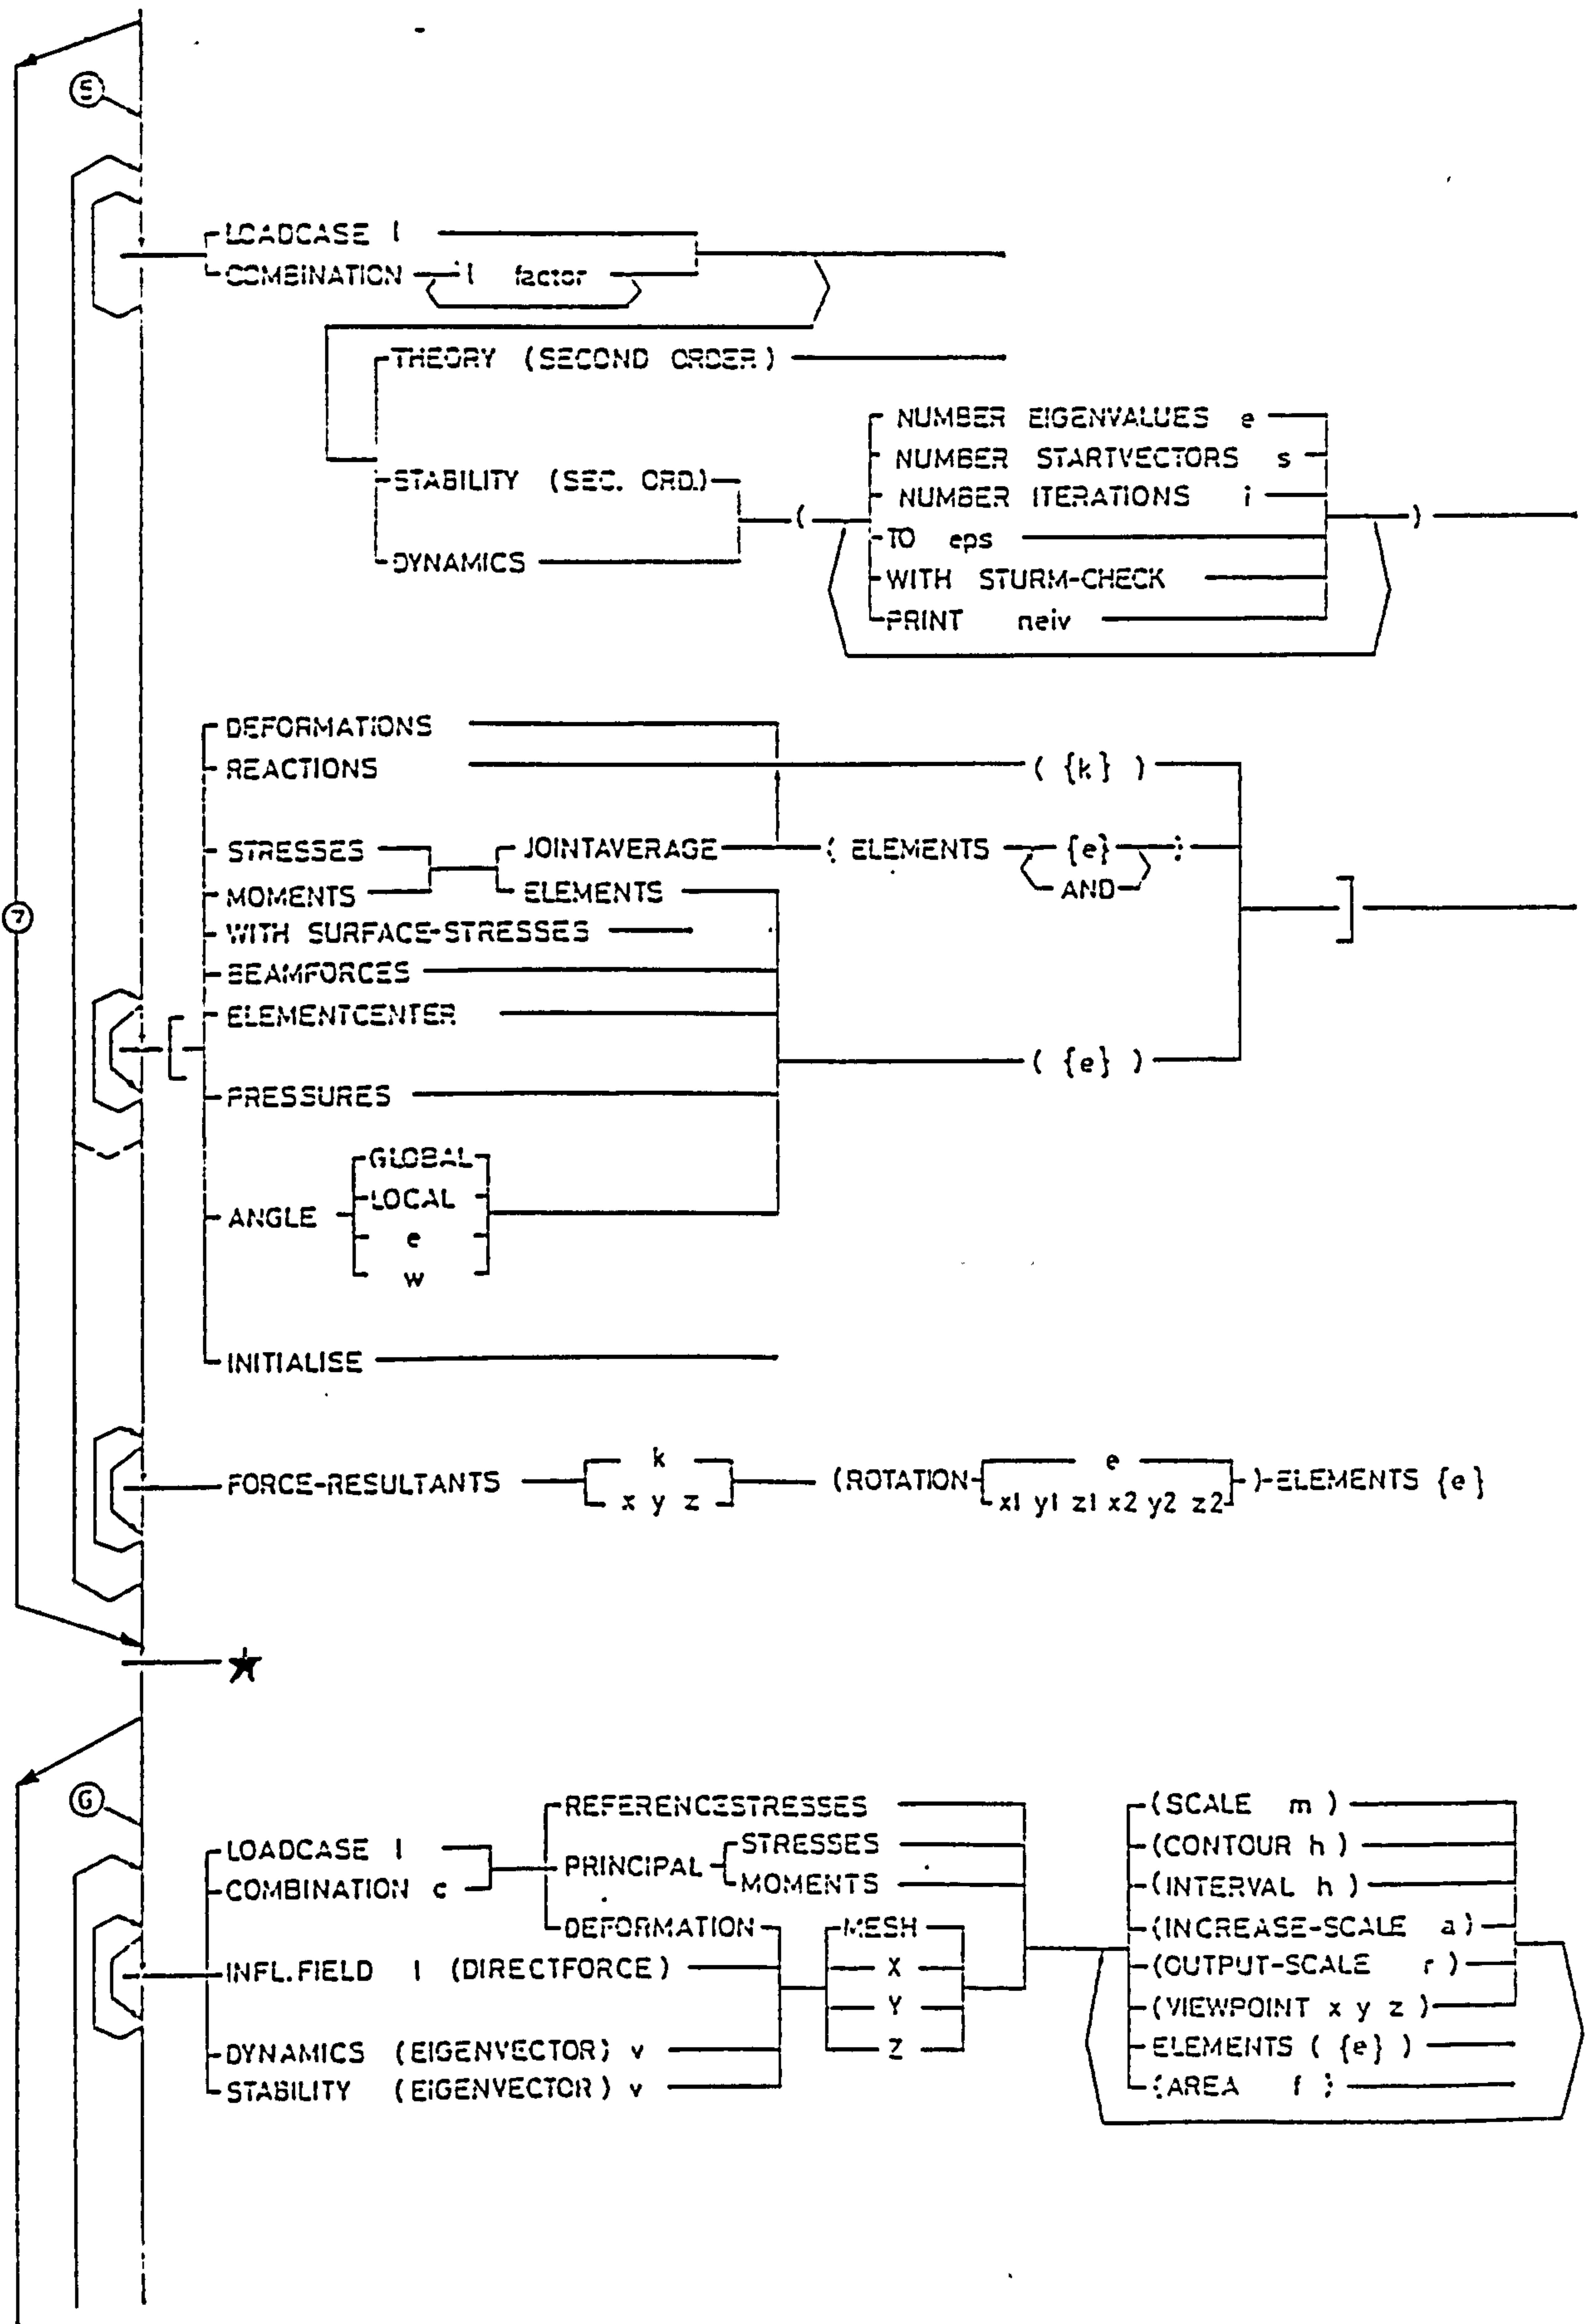 5
LOADCASE l
COMBINATION l factor
THEORY (SECOND ORDER)
NUMBER EIGENVALUES e
NUMBER STARTVECTORS s
STABILITY (SEC. ORD.)
NUMBER ITERATIONS i
( )
TO eps
DYNAMICS
WITH STURM-CHECK
PRINT neiv
DEFORMATIONS
REACTIONS ( {k} )
STRESSES JOINTAVERAGE ( ELEMENTS {e} )
MOMENTS ELEMENTS AND
7
WITH SURFACE-STRESSES
BEAMFORCES
ELEMENTCENTER
[ ]
( {e} )
PRESSURES
GLOBAL
LOCAL
ANGLE
e
w
INITIALISE
k e
FORCE-RESULTANTS (ROTATION )-ELEMENTS {e}
x y z x1 y1 z1 x2 y2 z2
★
6
REFERENCESTRESSES (SCALE m )
LOADCASE l STRESSES (CONTOUR h )
PRINCIPAL
COMBINATION c MOMENTS (INTERVAL h )
DEFORMATION MESH (INCREASE-SCALE a )
INFL.FIELD l (DIRECTFORCE) X (OUTPUT-SCALE r )
Y (VIEWPOINT x y z )
DYNAMICS (EIGENVECTOR) v Z ELEMENTS ( {e} )
STABILITY (EIGENVECTOR) v (AREA f )